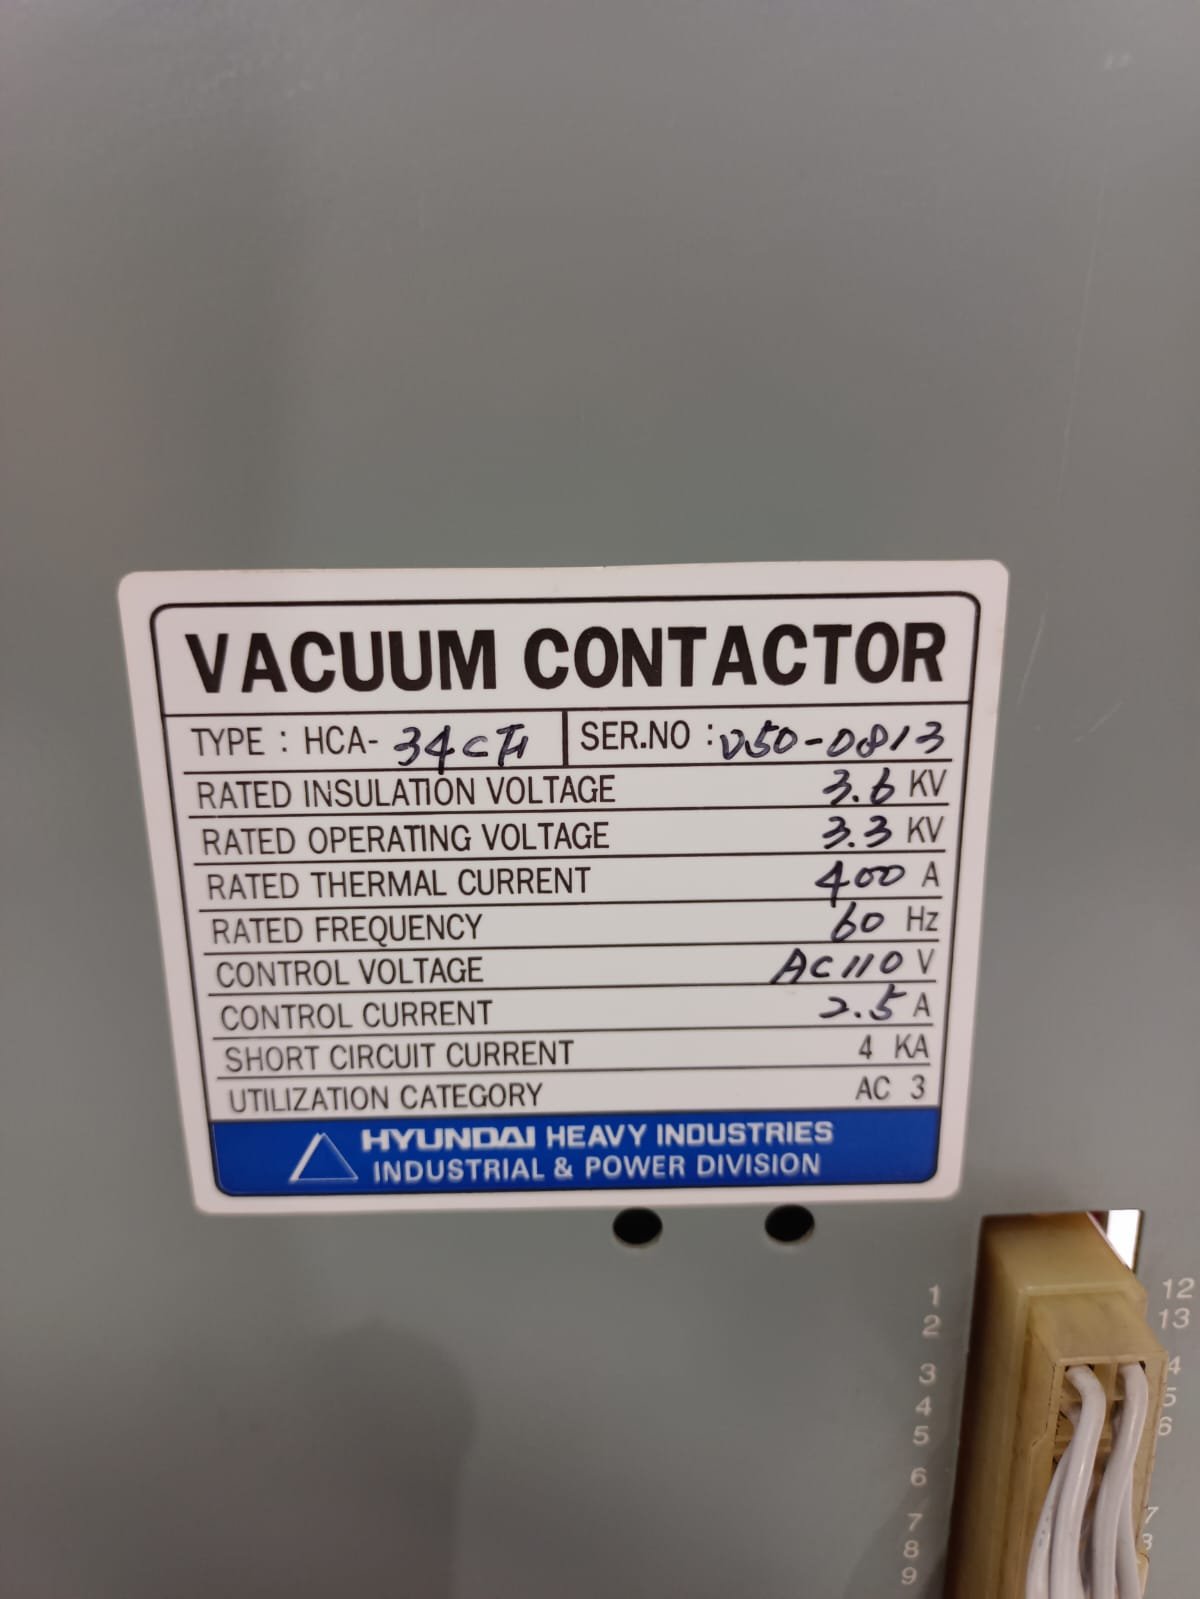 VACUUM CONTACTOR
TYPE : HCA- SER.NO : V50-0813
RATED INSULATION VOLTAGE 3.6 KV
RATED OPERATING VOLTAGE 3.3 KV
RATED THERMAL CURRENT 400 A
RATED FREQUENCY 60 Hz
CONTROL VOLTAGE AC110 V
CONTROL CURRENT 2.5 A
SHORT CIRCUIT CURRENT 4 KA
UTILIZATION CATEGORY AC 3
HYUNDAI HEAVY INDUSTRIES
INDUSTRIAL & POWER DIVISION
1 12
2 13
3
4
5
6
7
8
9